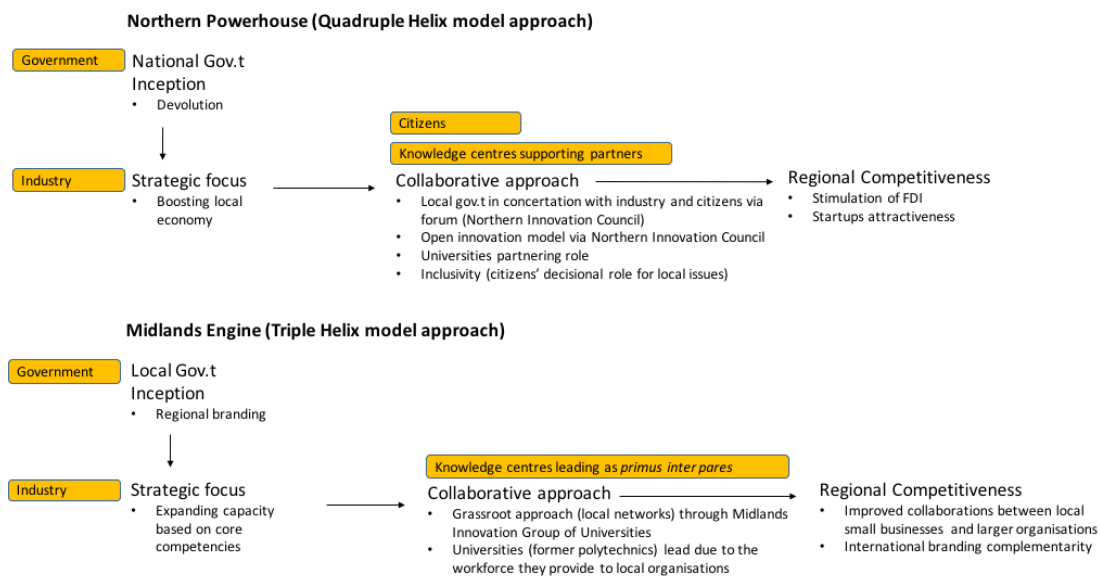 Northern Powerhouse (Quadruple Helix model approach)
Government
National Gov.t
Inception
• Devolution
Citizens
Knowledge centres supporting partners
Industry
Strategic focus
• Boosting local
economy
Collaborative approach
• Local gov.t in concertation with industry and citizens via
forum (Northern Innovation Council)
• Open innovation model via Northern Innovation Council
• Universities partnering role
• Inclusivity (citizens' decisional role for local issues)
Regional Competitiveness
• Stimulation of FDI
• Startups attractiveness
Midlands Engine (Triple Helix model approach)
Government
Local Gov.t
Inception
• Regional branding
Knowledge centres leading as primus inter pares
Industry
Strategic focus
• Expanding capacity
based on core
competencies
Collaborative approach
• Grassroot approach (local networks) through Midlands
Innovation Group of Universities
• Universities (former polytechnics) lead due to the
workforce they provide to local organisations
Regional Competitiveness
• Improved collaborations between local
small businesses and larger organisations
• International branding complementarity